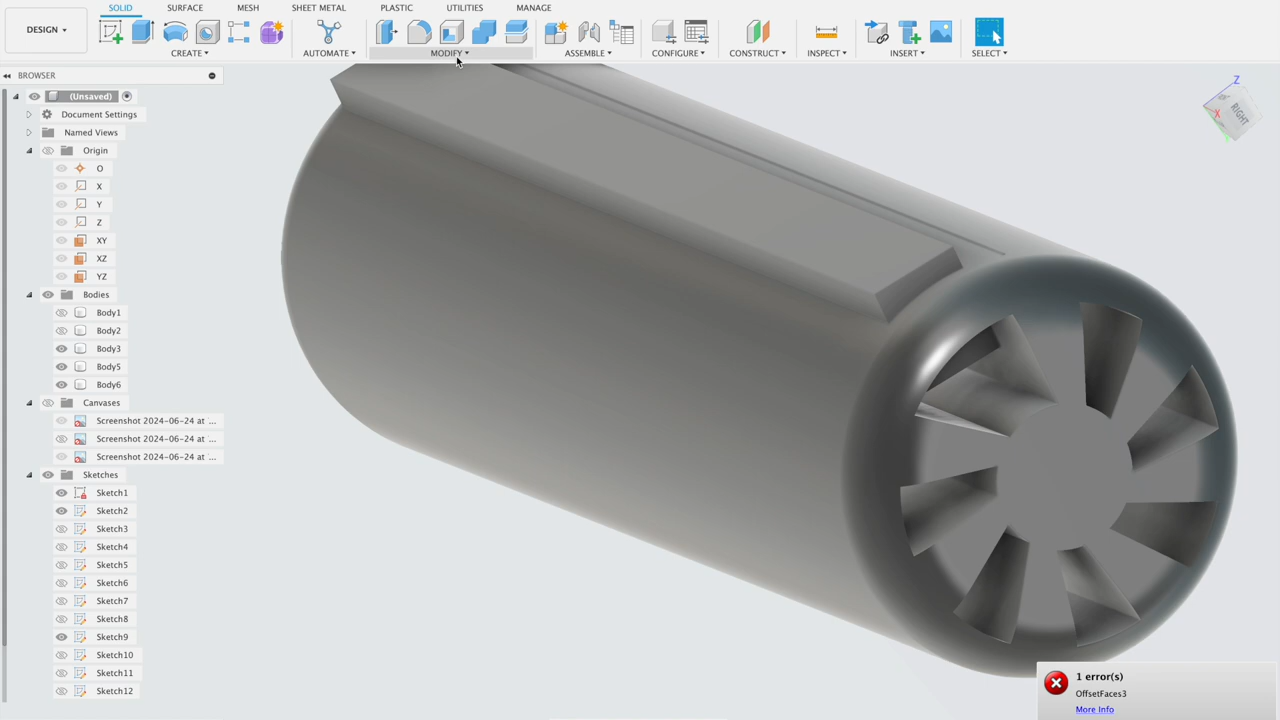 SOLID SURFACE MESH SHEET METAL PLASTIC UTILITIES MANAGE
DESIGN
CREATE AUTOMATE MODIFY ASSEMBLE CONFIGURE CONSTRUCT INSPECT INSERT SELECT
BROWSER
(Unsaved)
Document Settings
Named Views
Origin
O
X
Y
Z
XY
XZ
YZ
Bodies
Body1
Body2
Body3
Body5
Body6
Canvases
Screenshot 2024-06-24 at '...
Screenshot 2024-06-24 at '...
Screenshot 2024-06-24 at '...
Sketches
Sketch1
Sketch2
Sketch3
Sketch4
Sketch5
Sketch6
Sketch7
Sketch8
Sketch9
Sketch10
Sketch11
Sketch12
Z
RIGHT
X
Y
1 error(s)
OffsetFaces3
More Info